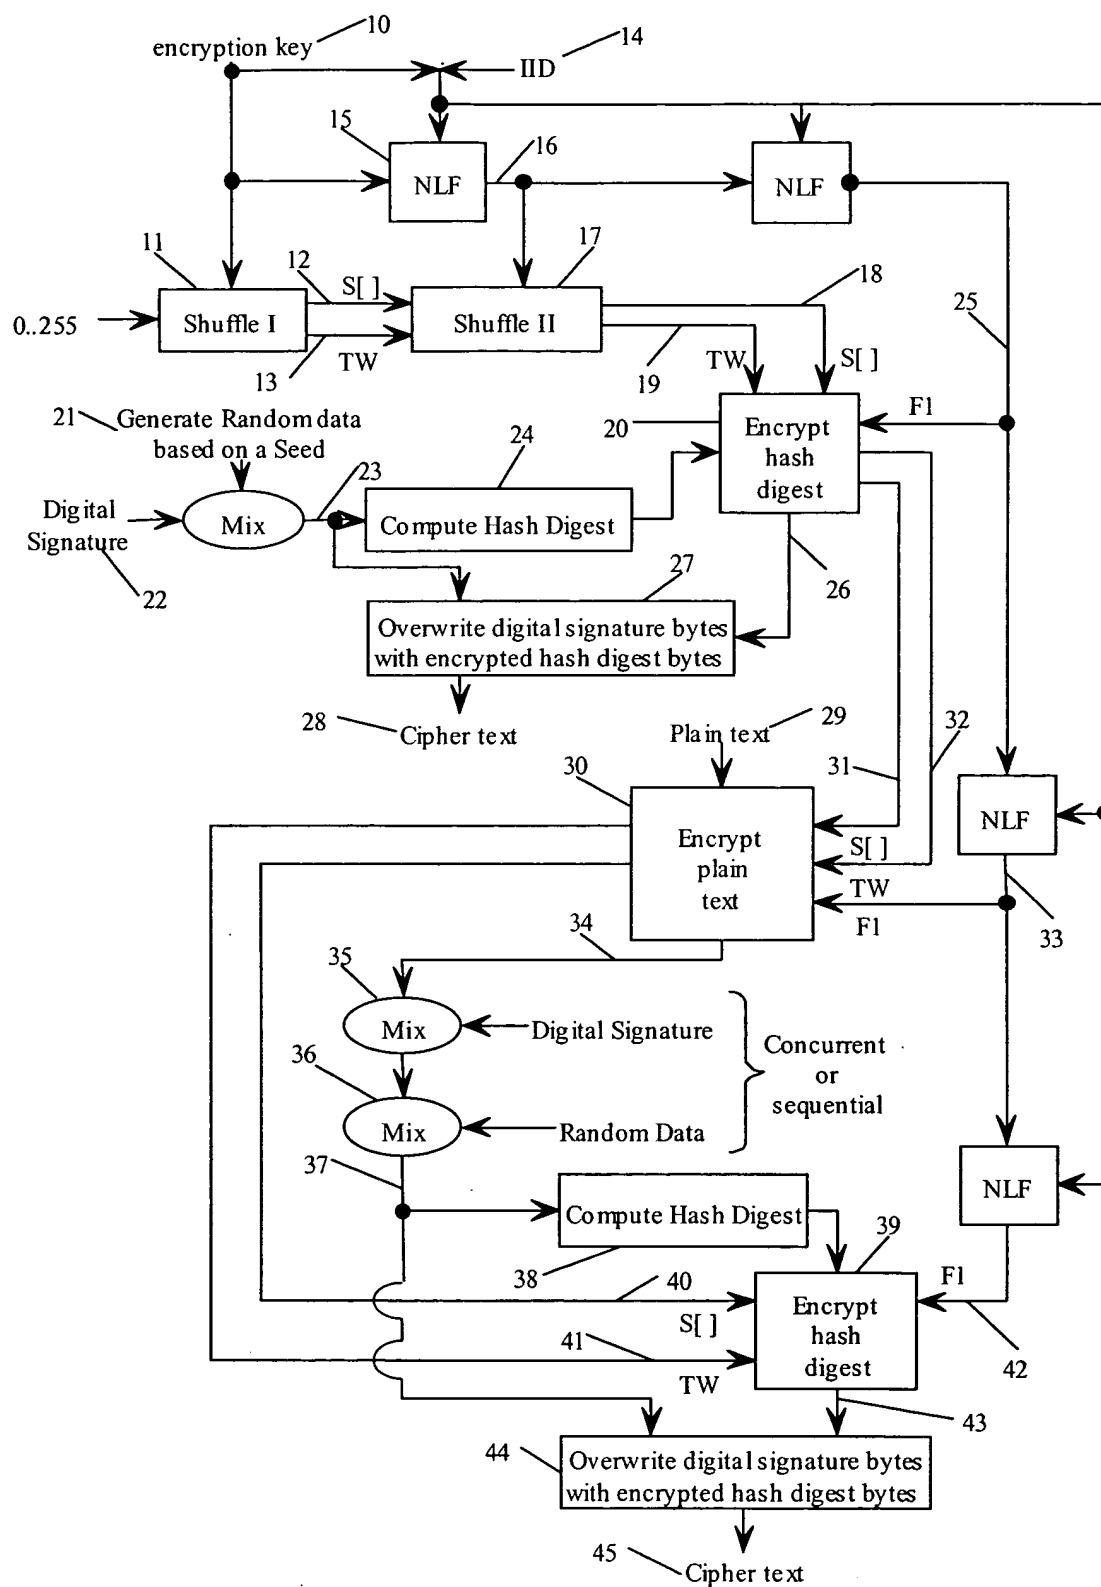 10
encryption key
14
IID
15
16
NLF
NLF
11
12
17
18
S[ ]
25
0..255
Shuffle I
Shuffle II
TW
13
19
TW
S[ ]
21
Generate Random data
based on a Seed
20
F1
24
Encrypt
hash
digest
23
Digital
Signature
Mix
Compute Hash Digest
22
27
26
Overwrite digital signature bytes
with encrypted hash digest bytes
28
Cipher text
29
Plain text
32
31
30
NLF
Encrypt
plain
text
S[ ]
TW
F1
34
33
35
Mix
Digital Signature
Concurrent
or
sequential
36
Mix
Random Data
37
NLF
Compute Hash Digest
38
39
40
F1
Encrypt
hash
digest
S[ ]
41
42
TW
43
44
Overwrite digital signature bytes
with encrypted hash digest bytes
45
Cipher text